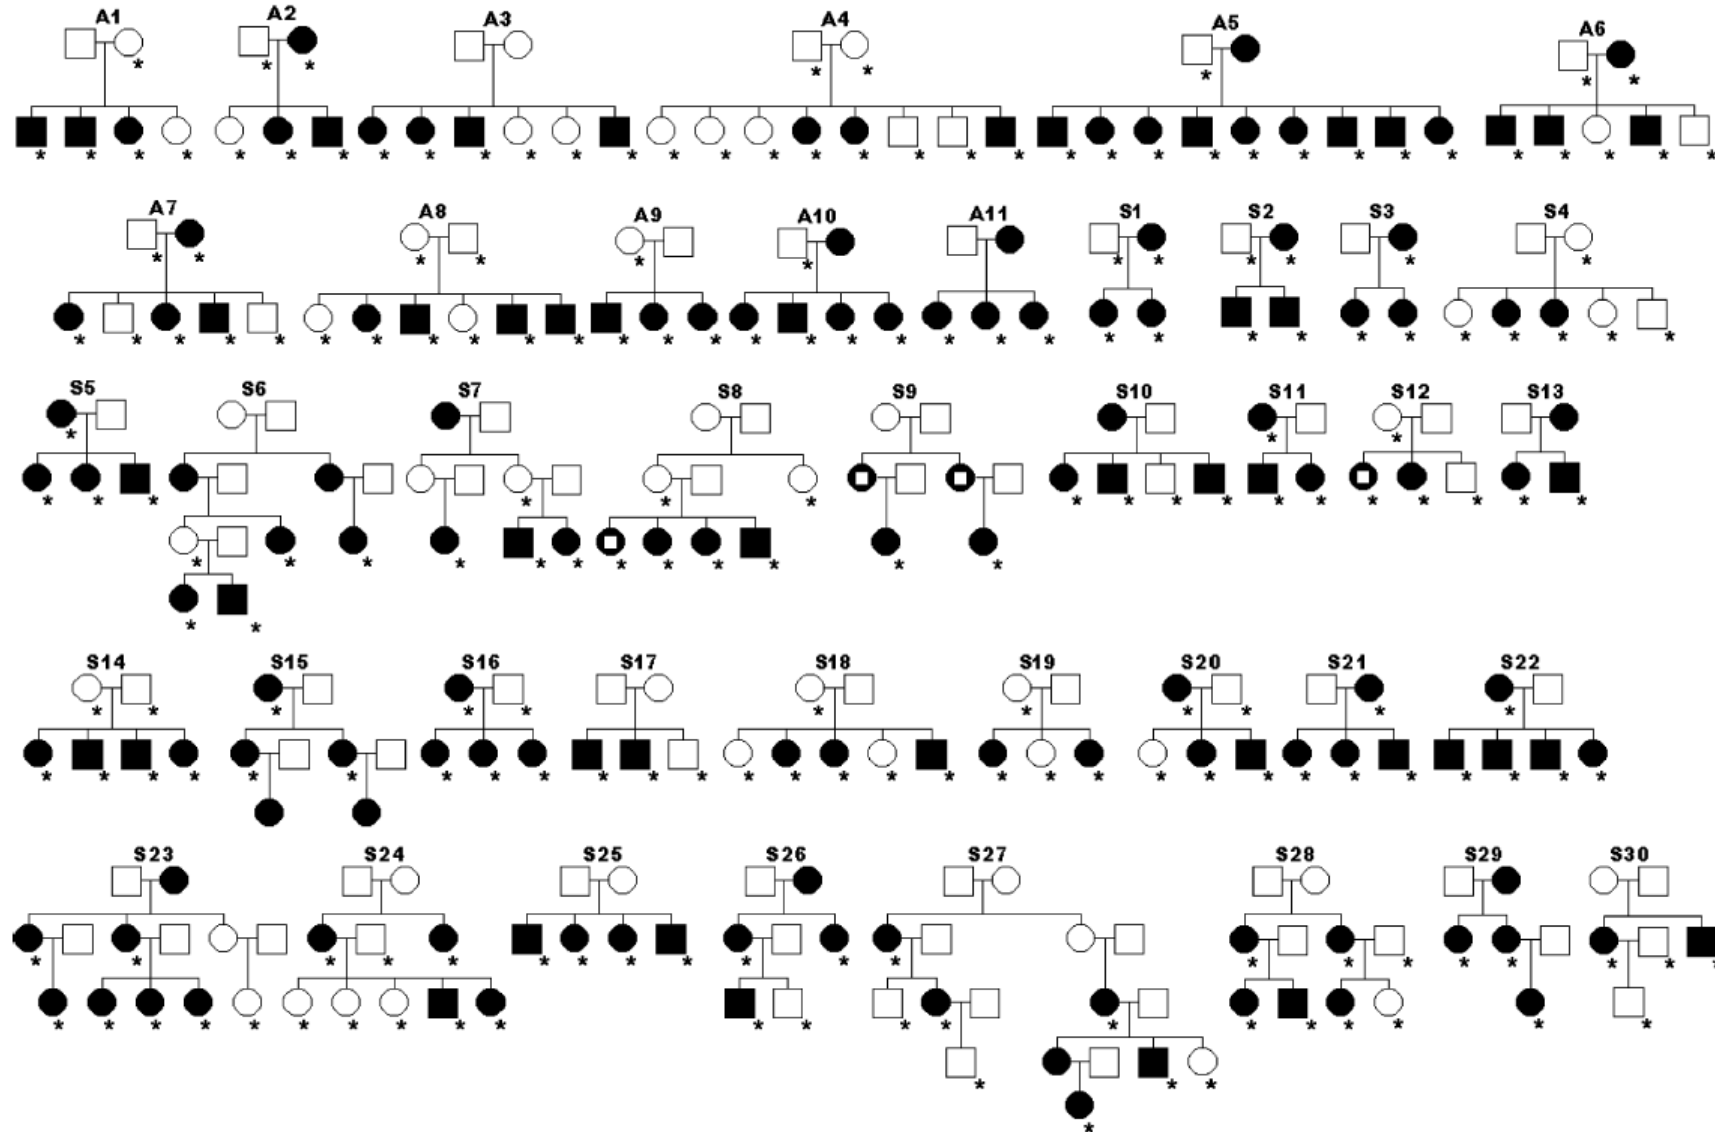 A1 A2 A3 A4 A5 A6
A7 A8 A9 A10 A11 S1 S2 S3 S4
S5 S6 S7 S8 S9 S10 S11 S12 S13
S14 S15 S16 S17 S18 S19 S20 S21 S22
S23 S24 S25 S26 S27 S28 S29 S30